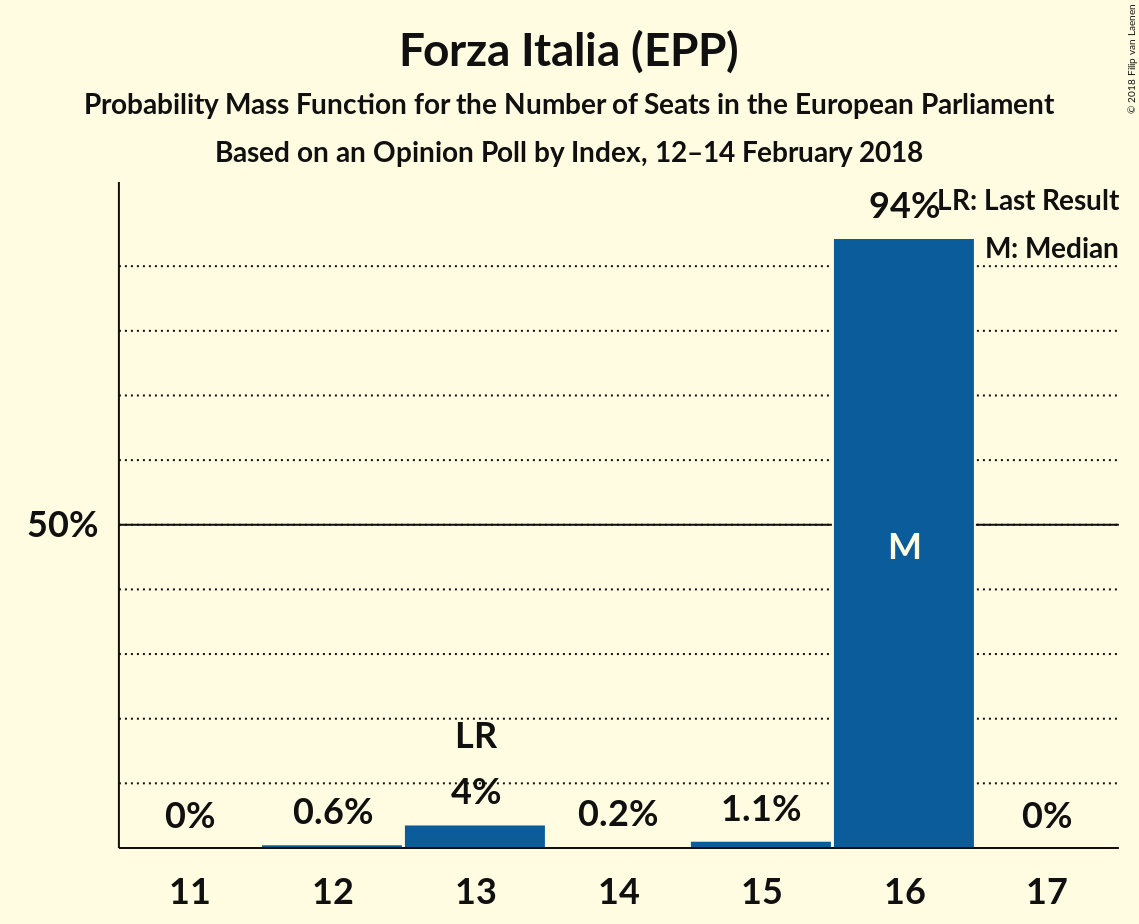 Forza Italia (EPP)
Probability Mass Function for the Number of Seats in the European Parliament
Based on an Opinion Poll by Index, 12–14 February 2018
© 2018 Filip van Laenen
LR: Last Result
M: Median
94%
50%
M
LR
0%
0.6%
4%
0.2%
1.1%
0%
11
12
13
14
15
16
17